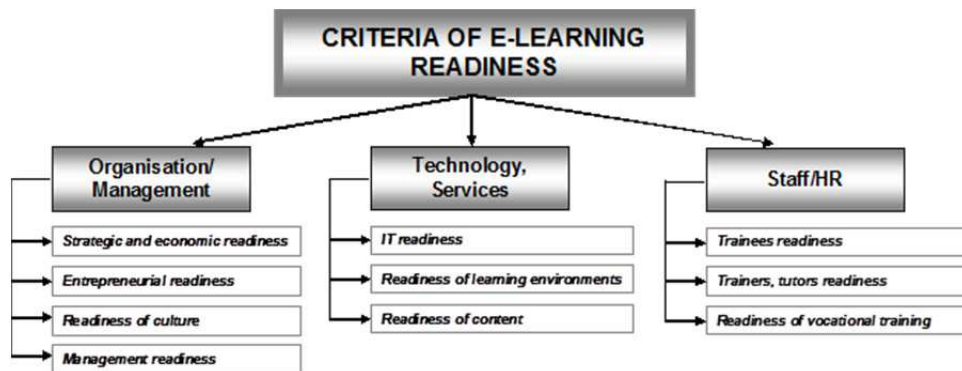 CRITERIA OF E-LEARNING
READINESS
Organisation/
Management
Strategic and economic readiness
Entrepreneurial readiness
Readiness of culture
Management readiness
Technology,
Services
IT readiness
Readiness of learning environments
Readiness of content
Staff/HR
Trainees readiness
Trainers, tutors readiness
Readiness of vocational training